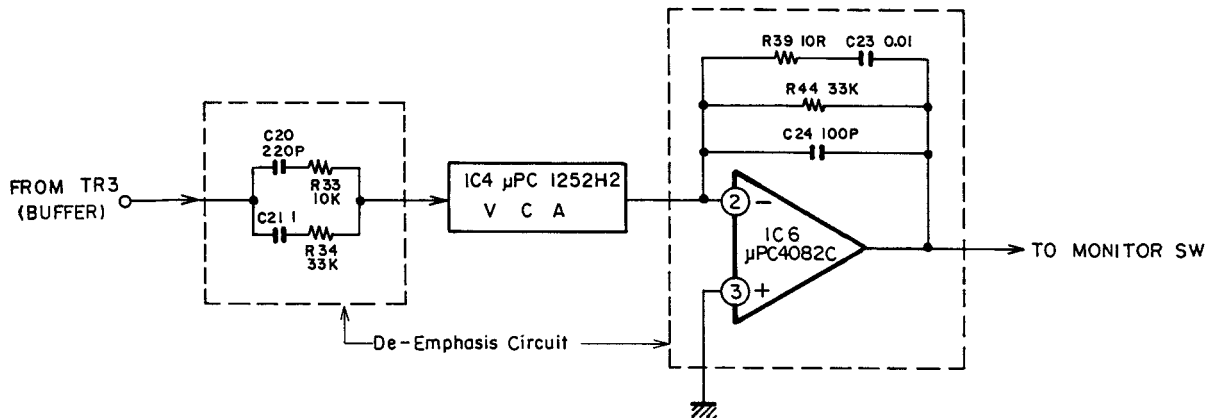 FROM TR3
(BUFFER)
C20
220P
R33
10K
C21 1
R34
33K
IC4 µPC 1252H2
V C A
R39 10R
C23 0.01
R44 33K
C24 100P
2
−
IC6
µPC4082C
3
+
TO MONITOR SW
De-Emphasis Circuit